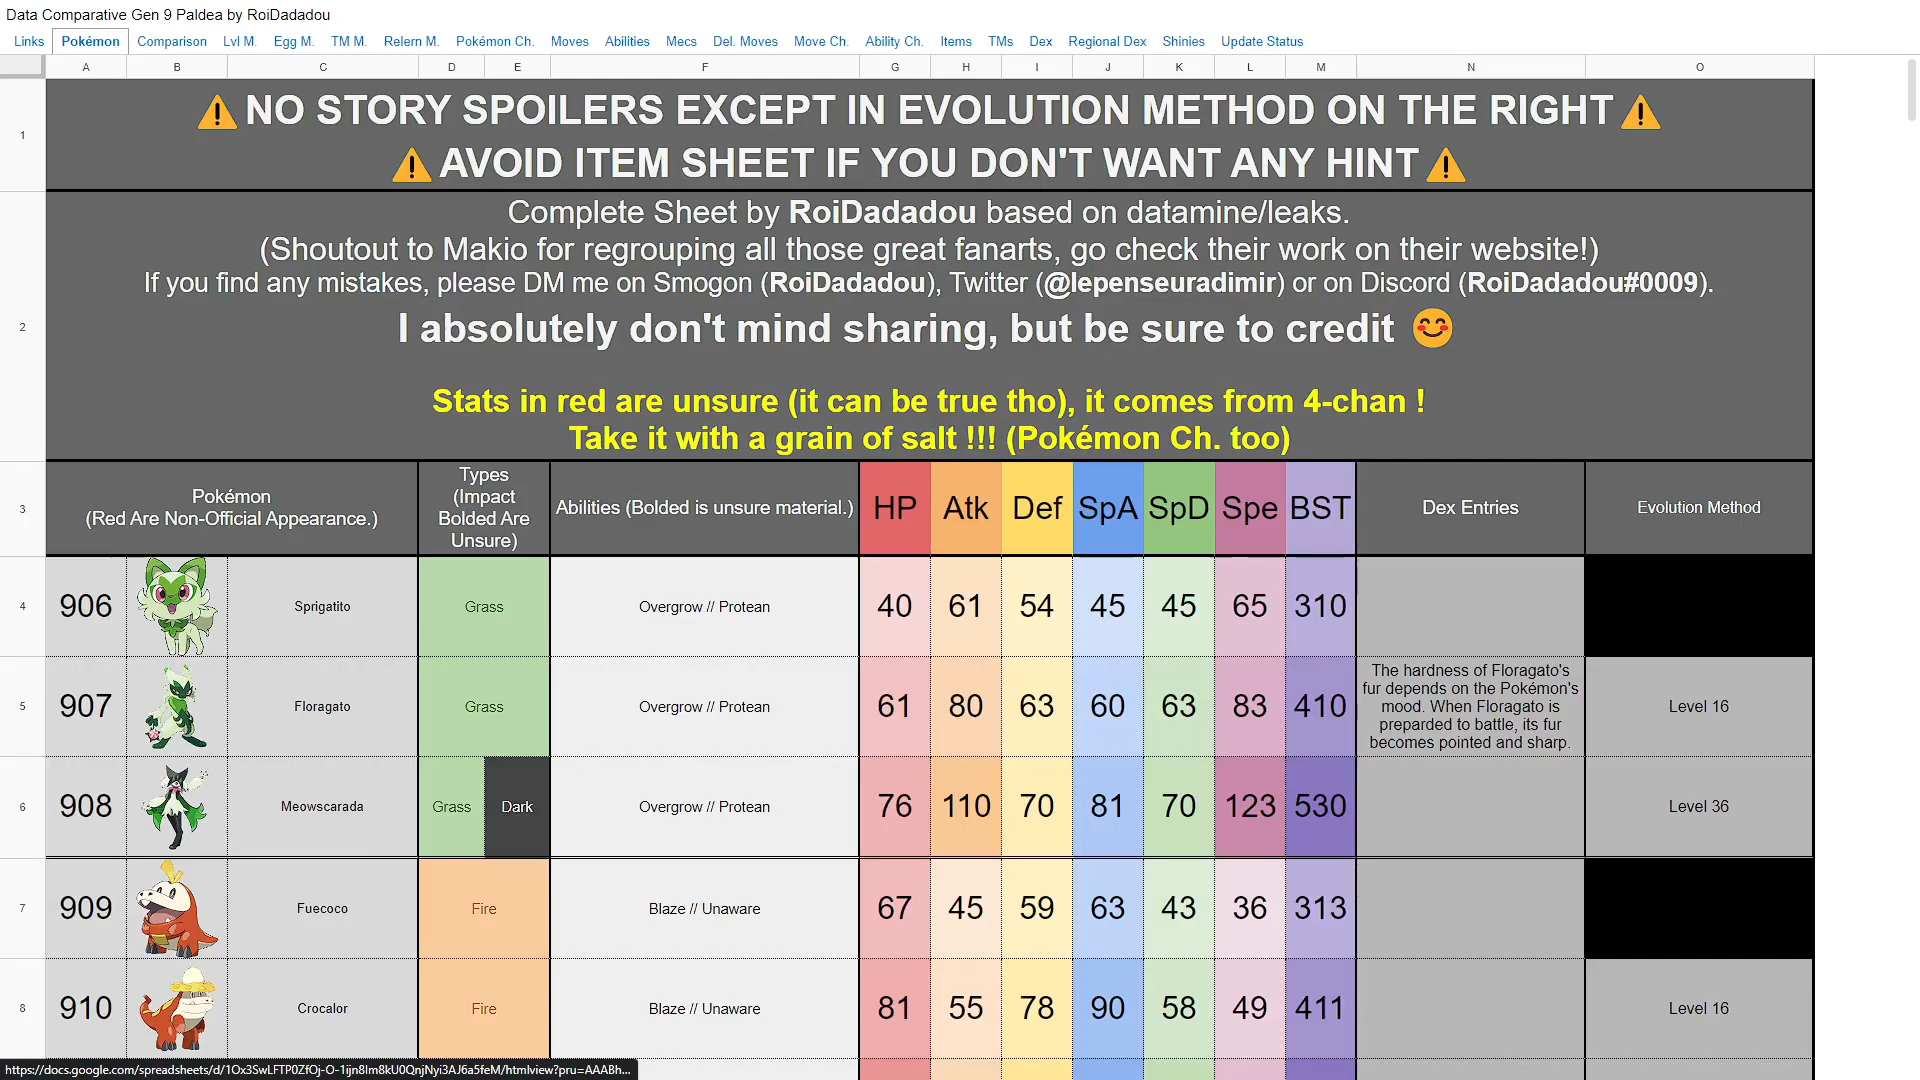 Data Comparative Gen 9 Paldea by RoiDadadou
Links Pokémon Comparison Lvl M. Egg M. TM M. Relern M. Pokémon Ch. Moves Abilities Mecs Del. Moves Move Ch. Ability Ch. Items TMs Dex Regional Dex Shinies Update Status
A B C D E F G H I J K L M N O
1
⚠️NO STORY SPOILERS EXCEPT IN EVOLUTION METHOD ON THE RIGHT⚠️
⚠️AVOID ITEM SHEET IF YOU DON'T WANT ANY HINT⚠️
2
Complete Sheet by RoiDadadou based on datamine/leaks.
(Shoutout to Makio for regrouping all those great fanarts, go check their work on their website!)
If you find any mistakes, please DM me on Smogon (RoiDadadou), Twitter (@lepenseuradimir) or on Discord (RoiDadadou#0009).
I absolutely don't mind sharing, but be sure to credit 😊
Stats in red are unsure (it can be true tho), it comes from 4-chan !
Take it with a grain of salt !!! (Pokémon Ch. too)
3
Pokémon
(Red Are Non-Official Appearance.)
Types
(Impact
Bolded Are
Unsure)
Abilities (Bolded is unsure material.)
HP Atk Def SpA SpD Spe BST
Dex Entries
Evolution Method
4 906 Sprigatito Grass Overgrow // Protean 40 61 54 45 45 65 310
5 907 Floragato Grass Overgrow // Protean 61 80 63 60 63 83 410
The hardness of Floragato's
fur depends on the Pokémon's
mood. When Floragato is
preparded to battle, its fur
becomes pointed and sharp.
Level 16
6 908 Meowscarada Grass Dark Overgrow // Protean 76 110 70 81 70 123 530 Level 36
7 909 Fuecoco Fire Blaze // Unaware 67 45 59 63 43 36 313
8 910 Crocalor Fire Blaze // Unaware 81 55 78 90 58 49 411 Level 16
https://docs.google.com/spreadsheets/d/1Ox3SwLFTP0ZfOj-O-1ijn8lm8kU0QnjNyi3AJ6a5feM/htmlview?pru=AAABh...